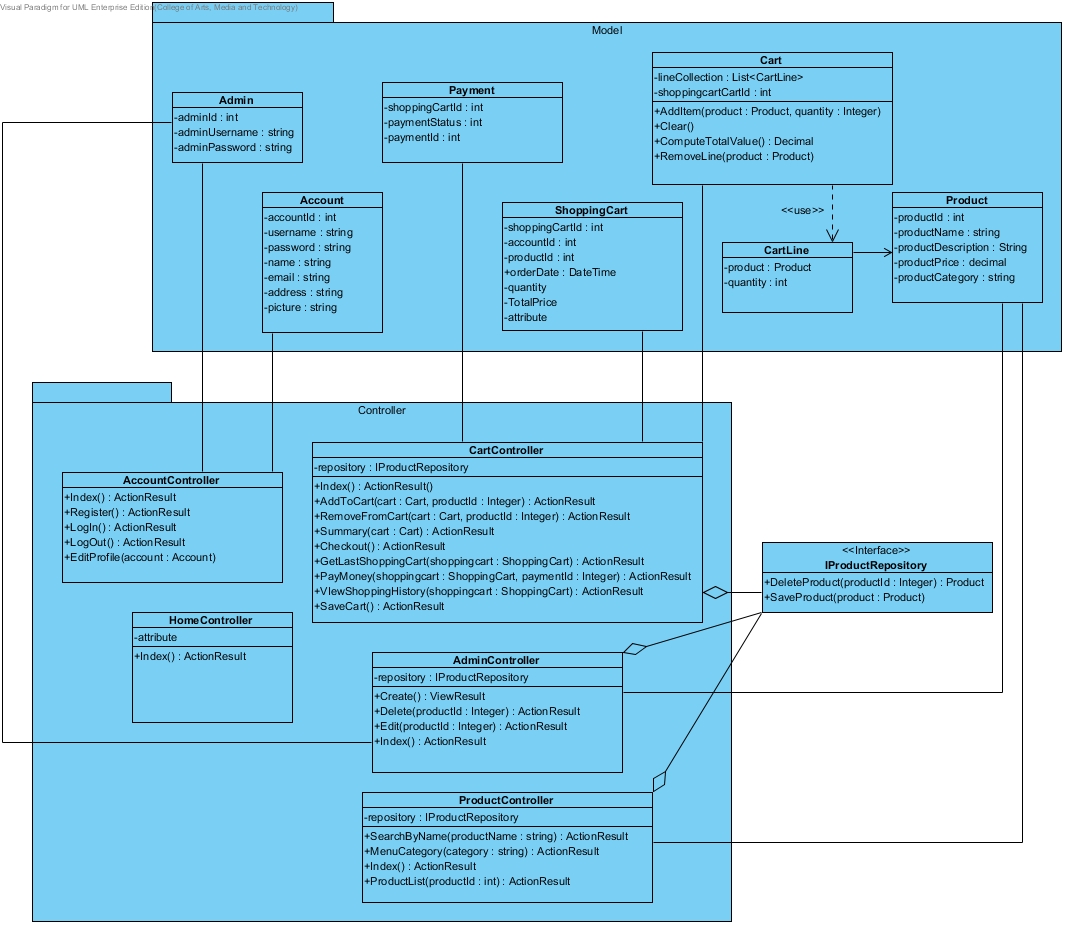 Visual Paradigm for UML Enterprise Edition(College of Arts, Media and Technology)
Model
Cart
-lineCollection : List<CartLine>
-shoppingcartCartId : int
+AddItem(product : Product, quantity : Integer)
+Clear()
+ComputeTotalValue() : Decimal
+RemoveLine(product : Product)
Payment
-shoppingCartId : int
-paymentStatus : int
-paymentId : int
Admin
-adminId : int
-adminUsername : string
-adminPassword : string
Account
-accountId : int
-username : string
-password : string
-name : string
-email : string
-address : string
-picture : string
ShoppingCart
-shoppingCartId : int
-accountId : int
-productId : int
+orderDate : DateTime
-quantity
-TotalPrice
-attribute
<<use>>
CartLine
-product : Product
-quantity : int
Product
-productId : int
-productName : string
-productDescription : String
-productPrice : decimal
-productCategory : string
Controller
AccountController
+Index() : ActionResult
+Register() : ActionResult
+LogIn() : ActionResult
+LogOut() : ActionResult
+EditProfile(account : Account)
CartController
-repository : IProductRepository
+Index() : ActionResult()
+AddToCart(cart : Cart, productId : Integer) : ActionResult
+RemoveFromCart(cart : Cart, productId : Integer) : ActionResult
+Summary(cart : Cart) : ActionResult
+Checkout() : ActionResult
+GetLastShoppingCart(shoppingcart : ShoppingCart) : ActionResult
+PayMoney(shoppingcart : ShoppingCart, paymentId : Integer) : ActionResult
+VIewShoppingHistory(shoppingcart : ShoppingCart) : ActionResult
+SaveCart() : ActionResult
<<Interface>>
IProductRepository
+DeleteProduct(productId : Integer) : Product
+SaveProduct(product : Product)
HomeController
-attribute
+Index() : ActionResult
AdminController
-repository : IProductRepository
+Create() : ViewResult
+Delete(productId : Integer) : ActionResult
+Edit(productId : Integer) : ActionResult
+Index() : ActionResult
ProductController
-repository : IProductRepository
+SearchByName(productName : string) : ActionResult
+MenuCategory(category : string) : ActionResult
+Index() : ActionResult
+ProductList(productId : int) : ActionResult